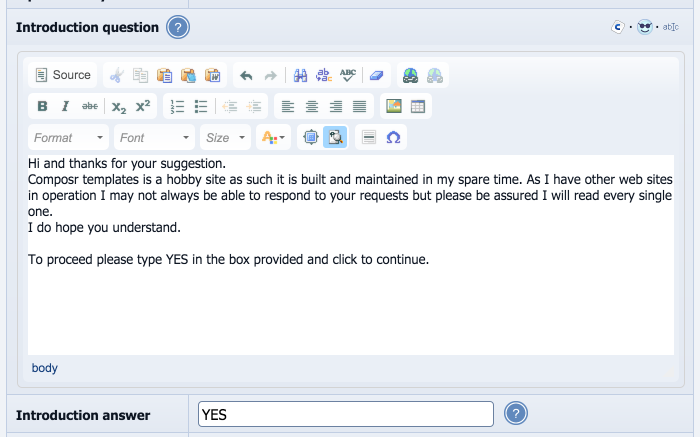 Introduction question ?
abIc
Source
ABC
B I abc X2 X²
Format Font Size A
Ω
Hi and thanks for your suggestion.
Composr templates is a hobby site as such it is built and maintained in my spare time. As I have other web sites
in operation I may not always be able to respond to your requests but please be assured I will read every single
one.
I do hope you understand.
To proceed please type YES in the box provided and click to continue.
body
Introduction answer YES ?